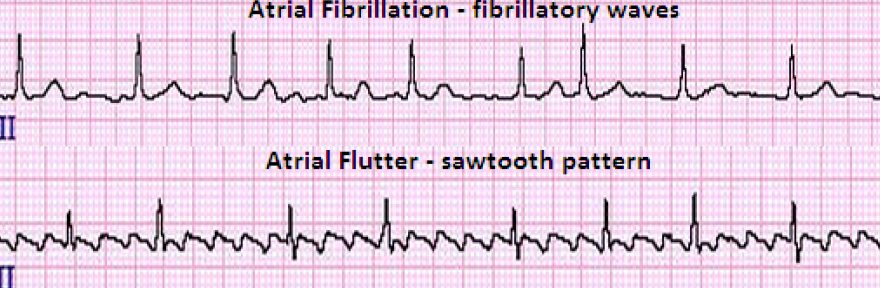 Atrial Fibrillation - fibrillatory waves
II
Atrial Flutter - sawtooth pattern
II